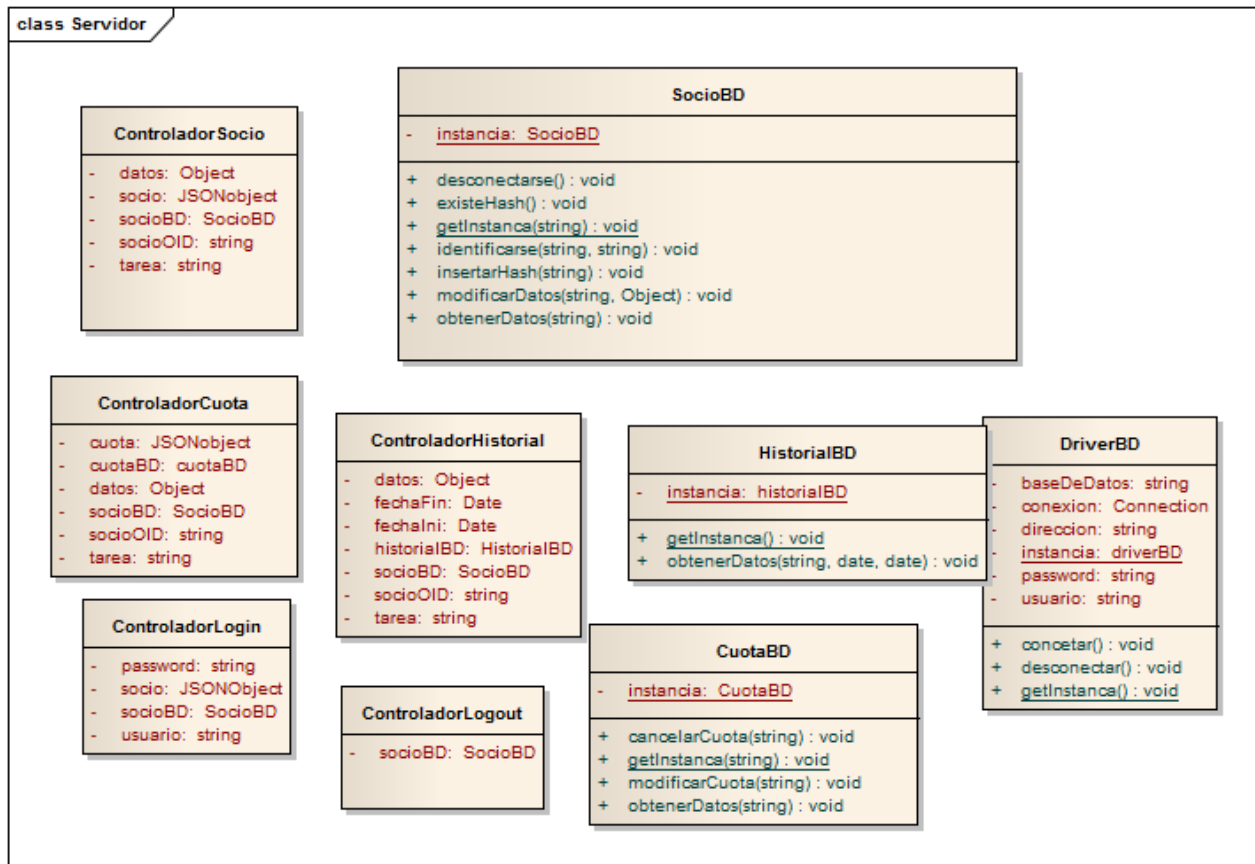 class Servidor
SocioBD
- instancia: SocioBD
+ desconectarse() : void
+ existeHash() : void
+ getInstanca(string) : void
+ identificarse(string, string) : void
+ insertarHash(string) : void
+ modificarDatos(string, Object) : void
+ obtenerDatos(string) : void
ControladorSocio
- datos: Object
- socio: JSONobject
- socioBD: SocioBD
- socioOID: string
- tarea: string
ControladorCuota
- cuota: JSONobject
- cuotaBD: cuotaBD
- datos: Object
- socioBD: SocioBD
- socioOID: string
- tarea: string
ControladorHistorial
- datos: Object
- fechaFin: Date
- fechaIni: Date
- historialBD: HistorialBD
- socioBD: SocioBD
- socioOID: string
- tarea: string
HistorialBD
- instancia: historialBD
+ getInstanca() : void
+ obtenerDatos(string, date, date) : void
DriverBD
- baseDeDatos: string
- conexion: Connection
- direccion: string
- instancia: driverBD
- password: string
- usuario: string
+ concetar() : void
+ desconectar() : void
+ getInstanca() : void
ControladorLogin
- password: string
- socio: JSONObject
- socioBD: SocioBD
- usuario: string
ControladorLogout
- socioBD: SocioBD
CuotaBD
- instancia: CuotaBD
+ cancelarCuota(string) : void
+ getInstanca(string) : void
+ modificarCuota(string) : void
+ obtenerDatos(string) : void